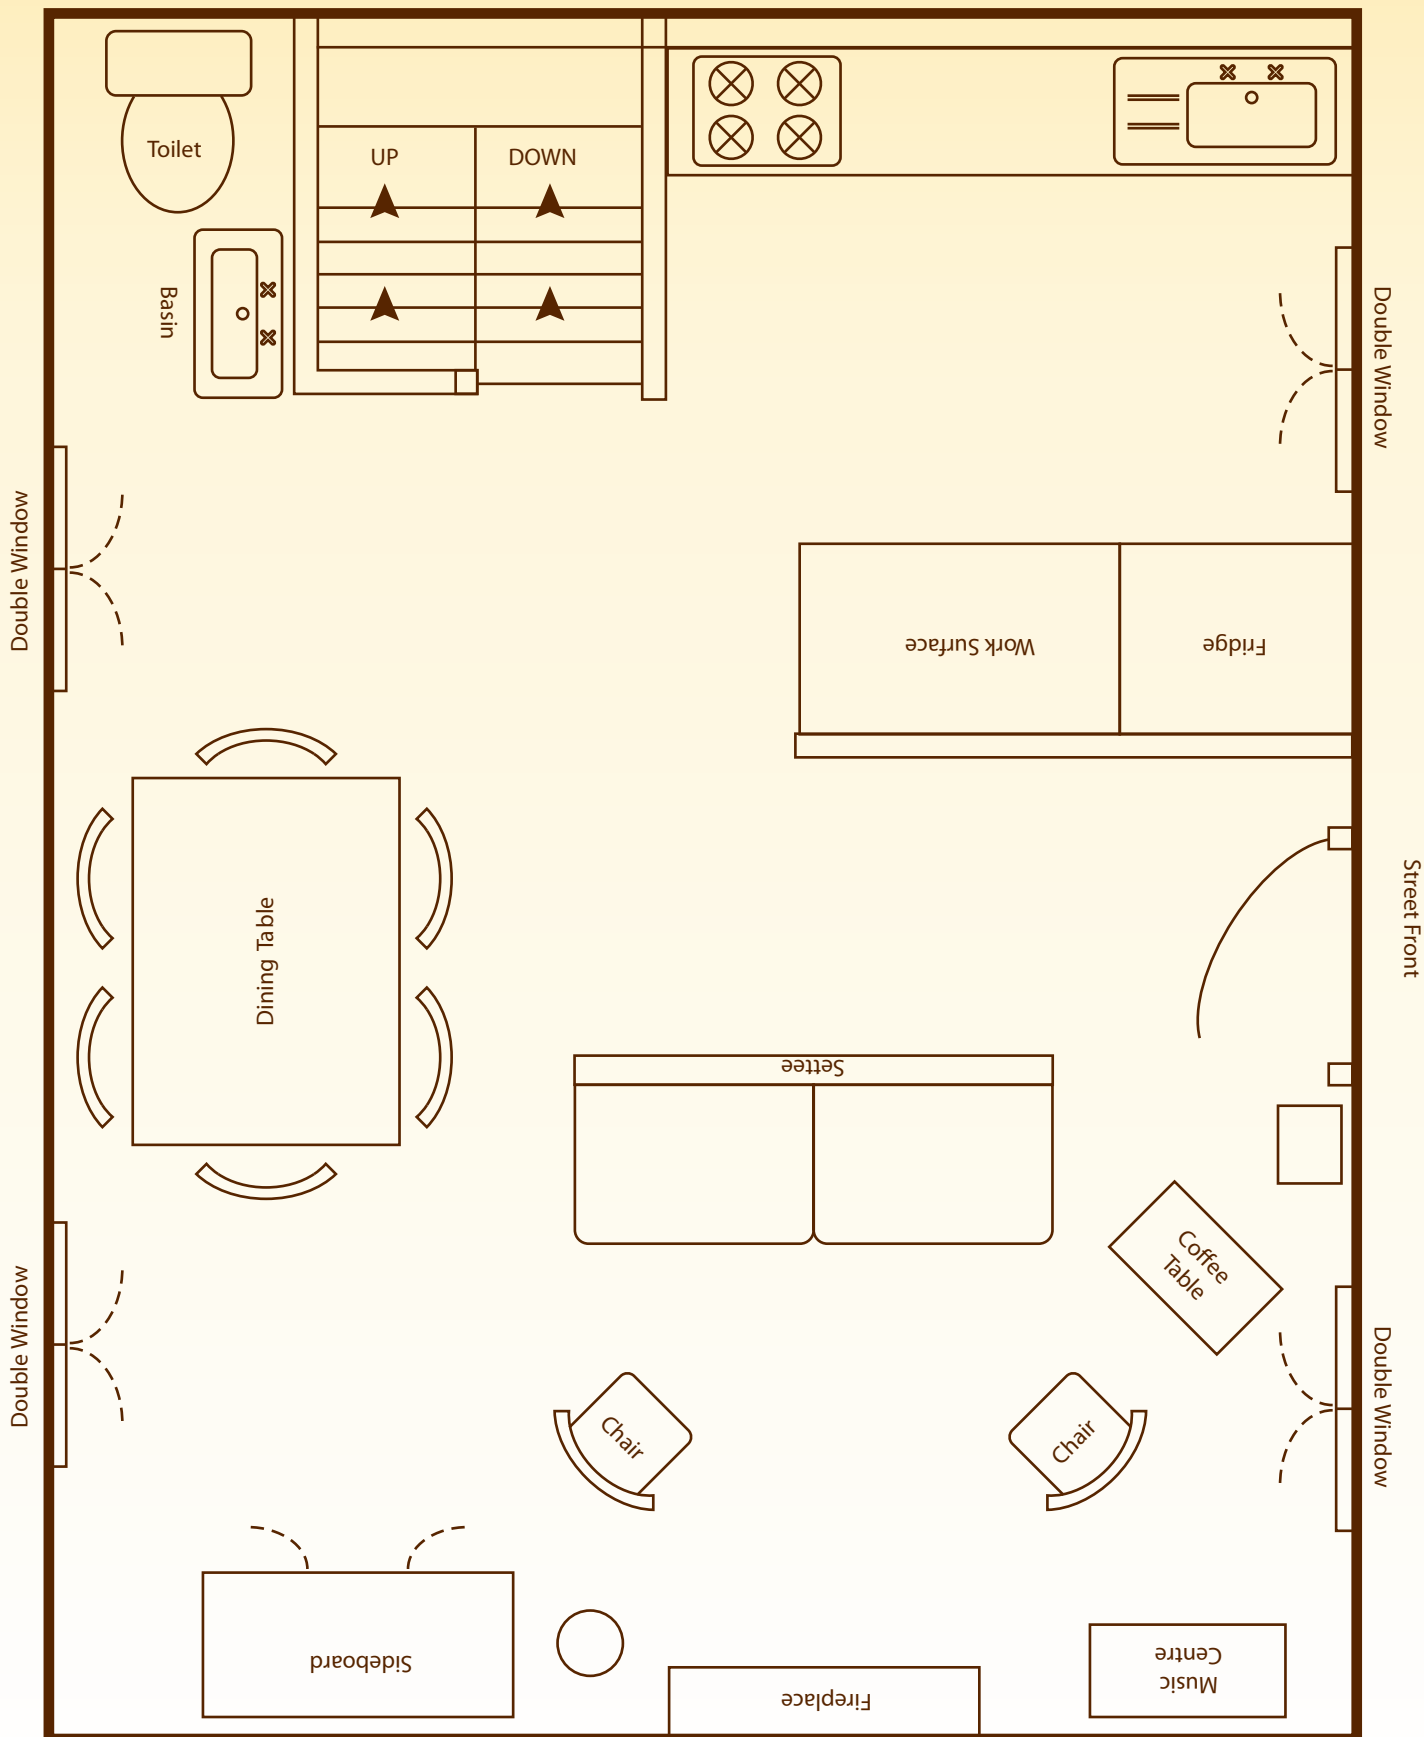 Toilet
UP
DOWN
Basin
Double Window
Double Window
Work Surface
Fridge
Dining Table
Street Front
Settee
Coffee
Table
Double Window
Double Window
Chair
Chair
Sideboard
Fireplace
Music
Centre